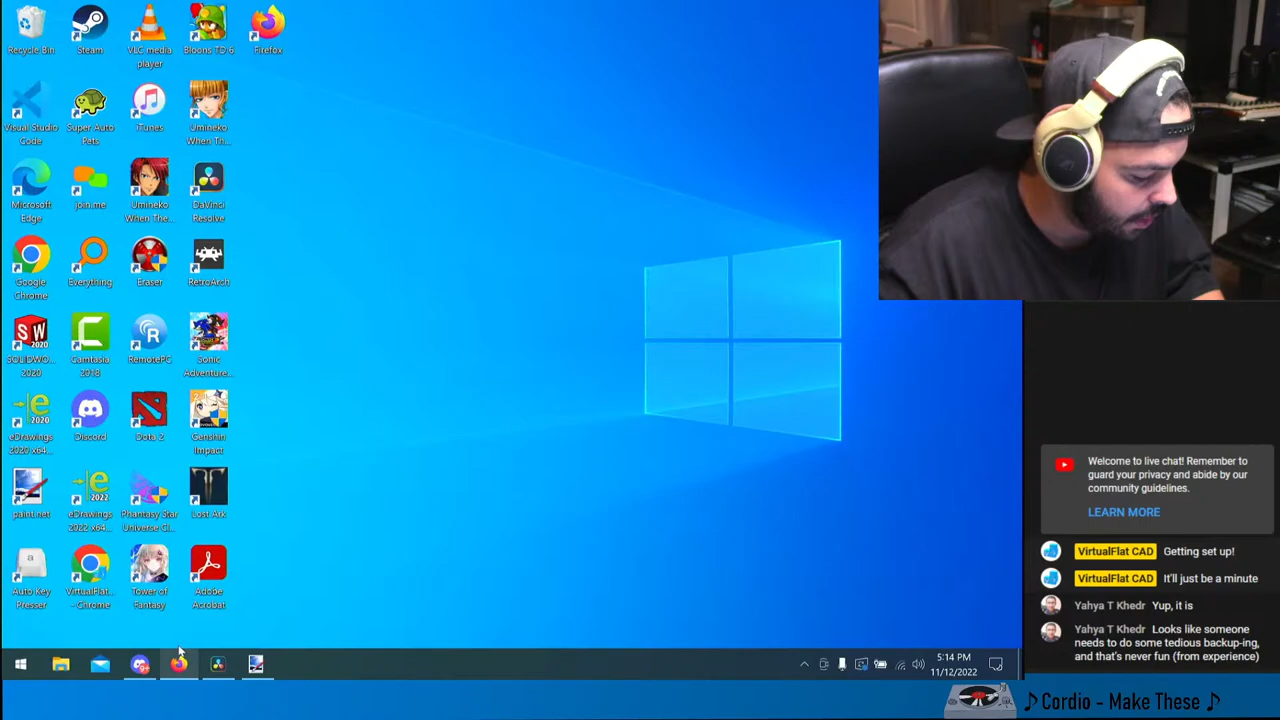 Recycle Bin
Steam
VLC media
player
Bloons TD 6
Firefox
Visual Studio
Code
Super Auto
Pets
iTunes
Umineko
When Th...
Microsoft
Edge
join.me
Umineko
When The...
DaVinci
Resolve
Google
Chrome
Everything
Eraser
RetroArch
SOLIDWO...
2020
Camtasia
2018
RemotePC
Sonic
Adventure...
eDrawings
2020 x64...
Discord
Dota 2
Genshin
Impact
paint.net
eDrawings
2022 x64...
Phantasy Star
Universe Cl...
Lost Ark
Auto Key
Presser
VirtualFlat...
- Chrome
Tower of
Fantasy
Adobe
Acrobat
5:14 PM
11/12/2022
Welcome to live chat! Remember to
guard your privacy and abide by our
community guidelines.
LEARN MORE
VirtualFlat CAD Getting set up!
VirtualFlat CAD It'll just be a minute
Yahya T Khedr Yup, it is
Yahya T Khedr Looks like someone
needs to do some tedious backup-ing,
and that's never fun (from experience)
♪ Cordio - Make These ♪